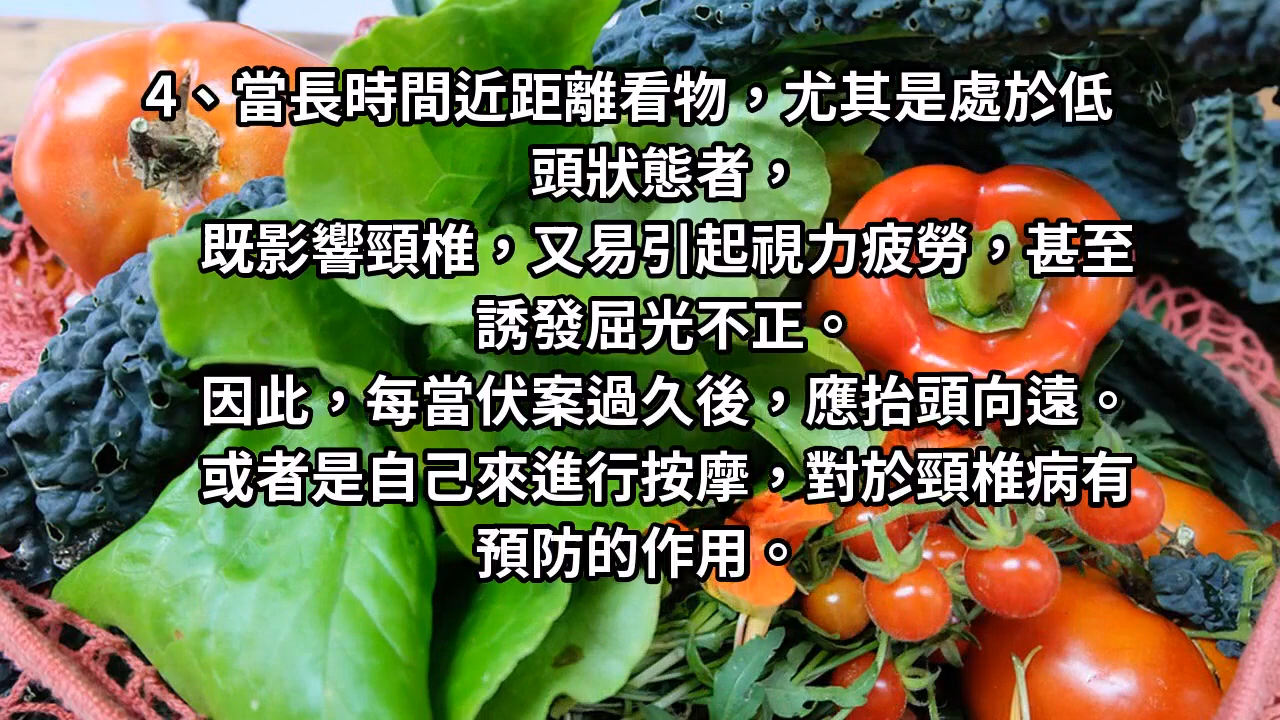 4、當長時間近距離看物，尤其是處於低
頭狀態者，
既影響頸椎，又易引起視力疲勞，甚至
誘發屈光不正。
因此，每當伏案過久後，應抬頭向遠。
或者是自己來進行按摩，對於頸椎病有
預防的作用。